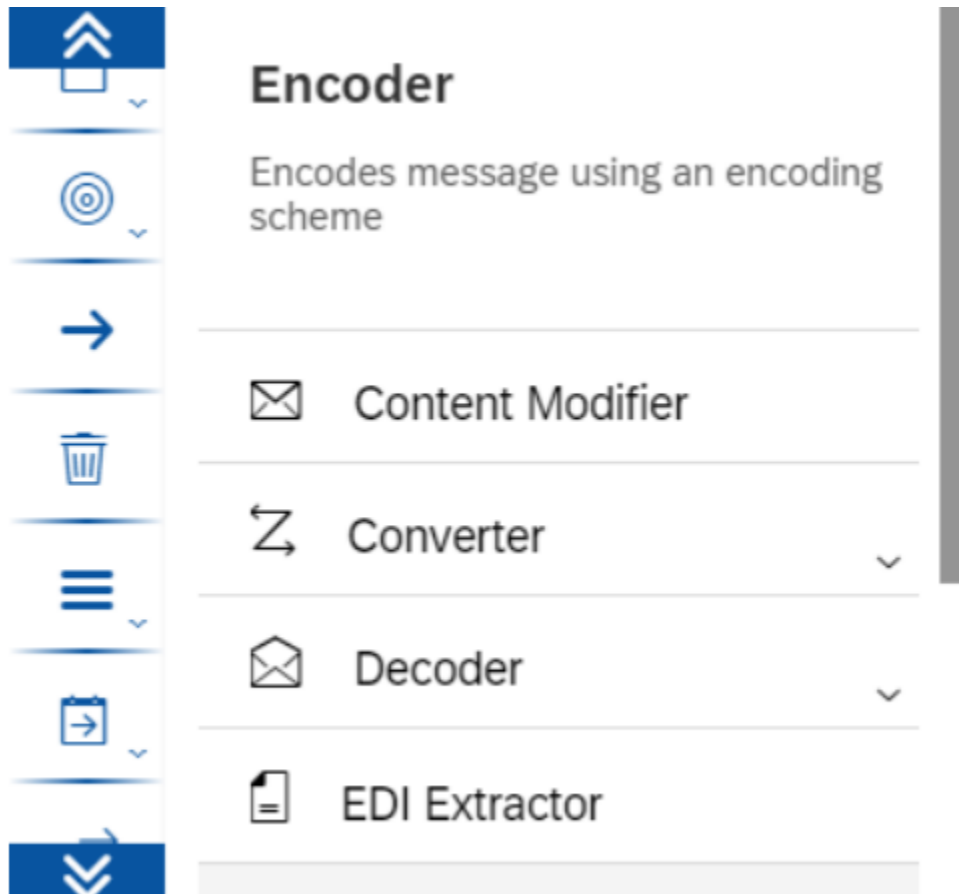 Encoder
Encodes message using an encoding
scheme
Content Modifier
Converter
Decoder
EDI Extractor